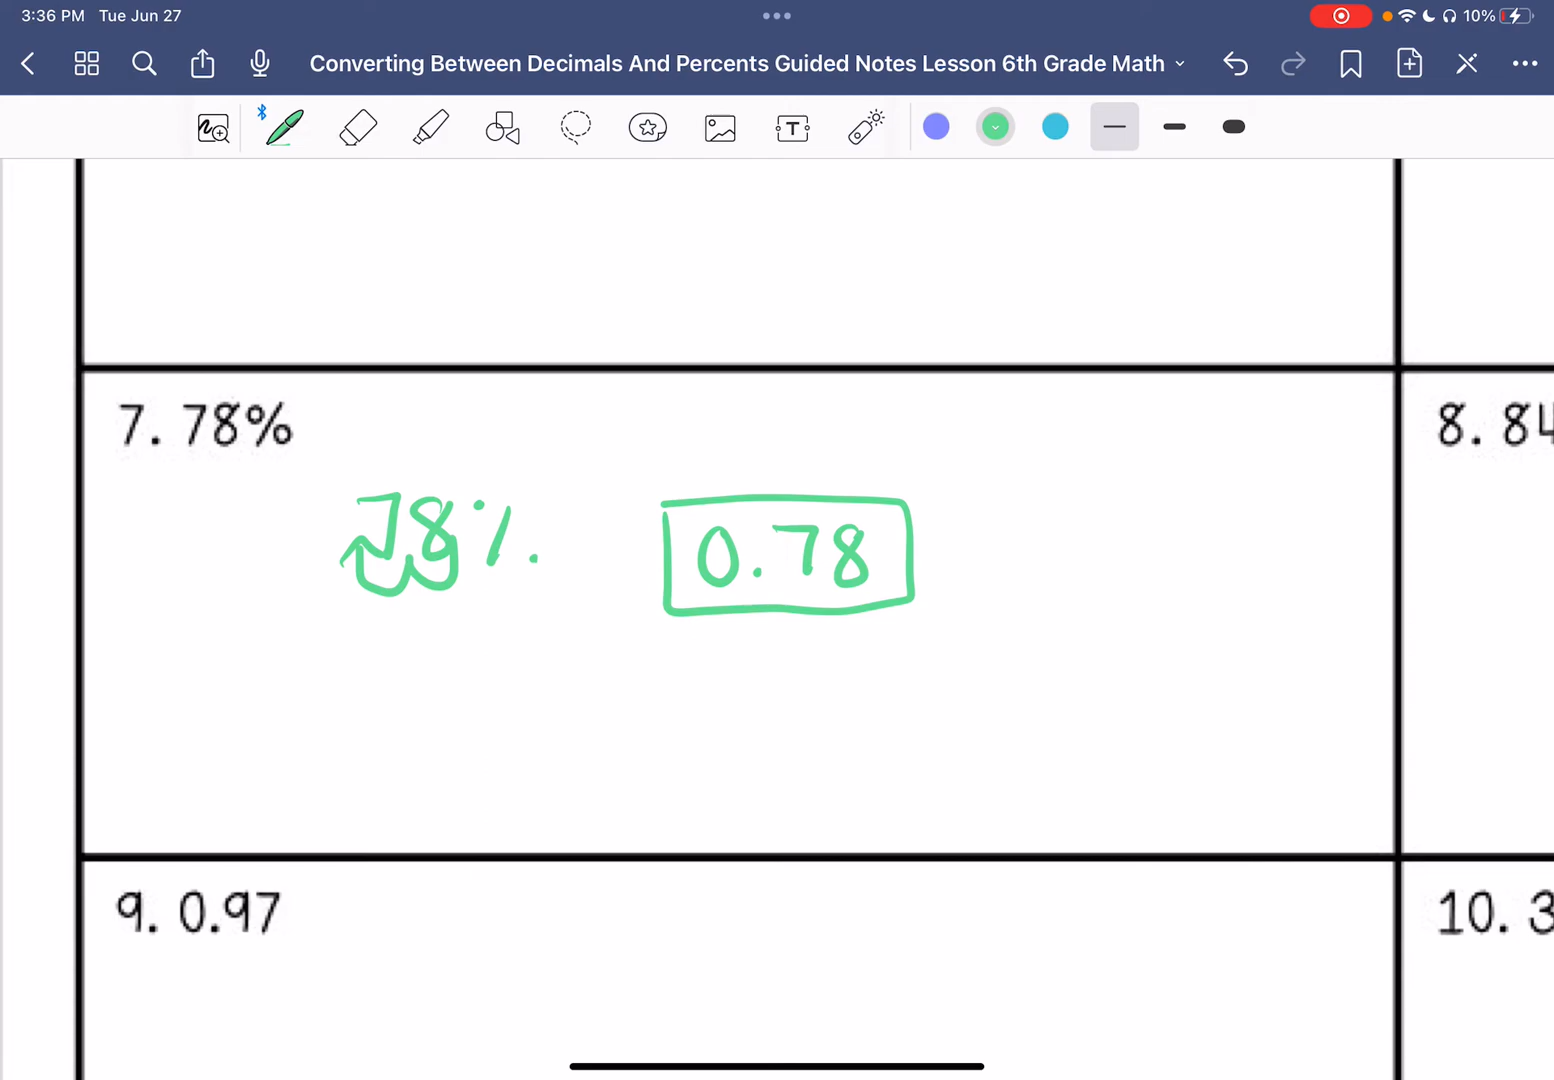 3:36 PM Tue Jun 27
10%
Converting Between Decimals And Percents Guided Notes Lesson 6th Grade Math
T
7. 78%
8. 84
78%
0.78
9. 0.97
10. 3